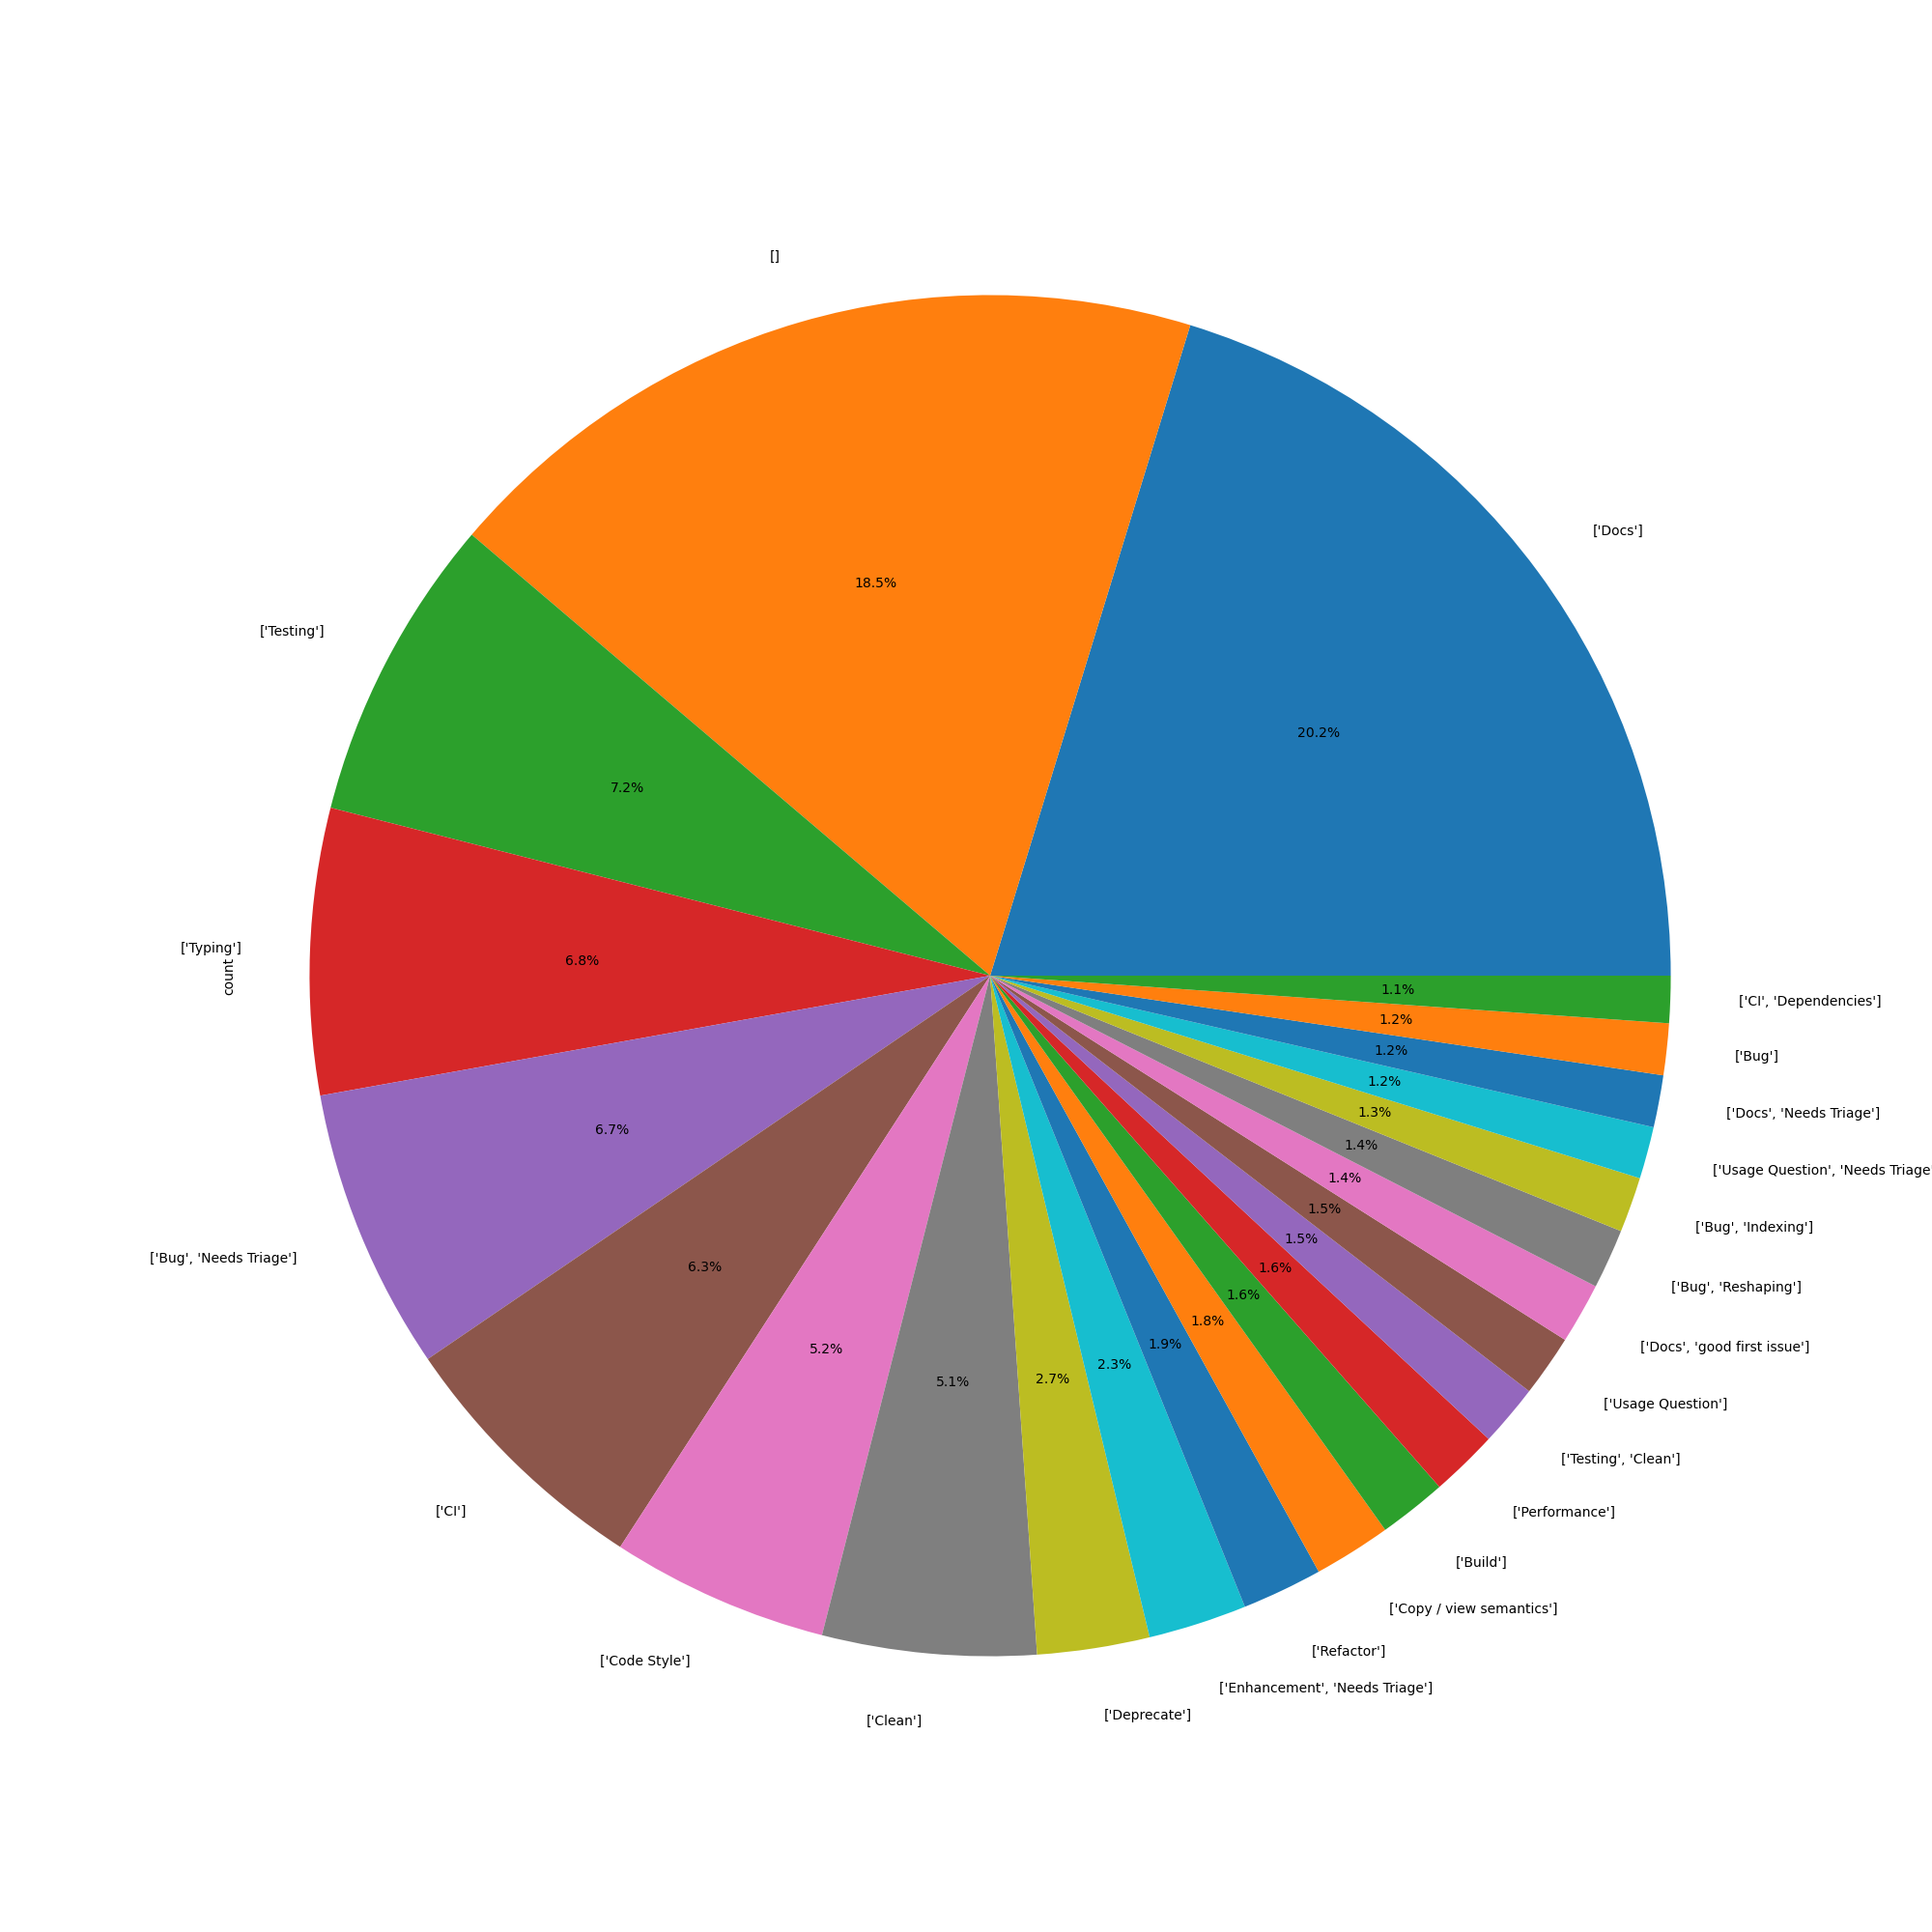 []
['Docs']
18.5%
['Testing']
20.2%
7.2%
['Typing']
count
6.8%
1.1%
['CI', 'Dependencies']
1.2%
['Bug']
1.2%
['Docs', 'Needs Triage']
1.2%
['Usage Question', 'Needs Triage'
1.3%
['Bug', 'Indexing']
1.4%
['Bug', 'Reshaping']
1.4%
['Docs', 'good first issue']
1.5%
['Usage Question']
1.5%
['Testing', 'Clean']
1.6%
['Performance']
1.6%
['Build']
1.8%
['Copy / view semantics']
1.9%
['Refactor']
2.3%
['Enhancement', 'Needs Triage']
2.7%
['Deprecate']
5.1%
['Clean']
5.2%
['Code Style']
6.3%
['CI']
6.7%
['Bug', 'Needs Triage']